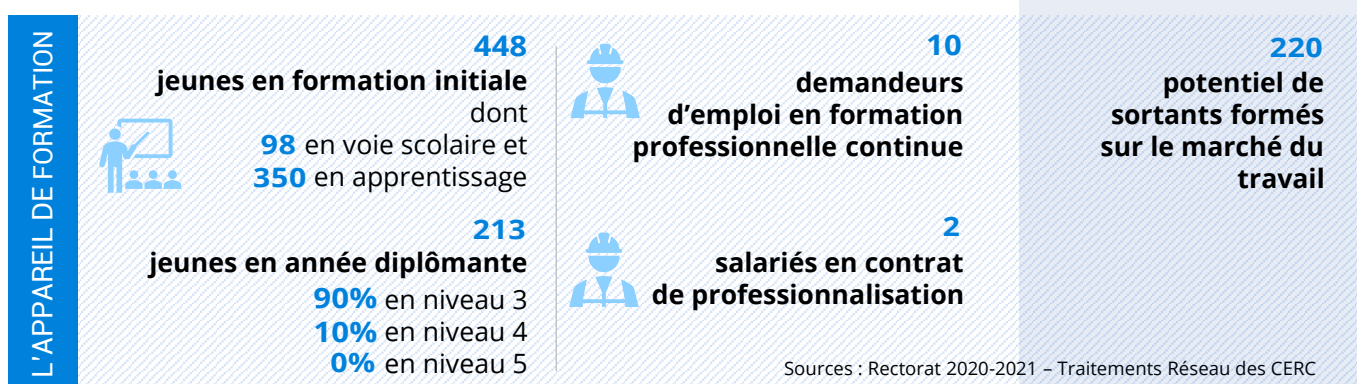 L'APPAREIL DE FORMATION
448
jeunes en formation initiale
dont
98 en voie scolaire et
350 en apprentissage
213
jeunes en année diplômante
90% en niveau 3
10% en niveau 4
0% en niveau 5
10
demandeurs
d'emploi en formation
professionnelle continue
2
salariés en contrat
de professionnalisation
220
potentiel de
sortants formés
sur le marché du
travail
Sources : Rectorat 2020-2021 – Traitements Réseau des CERC